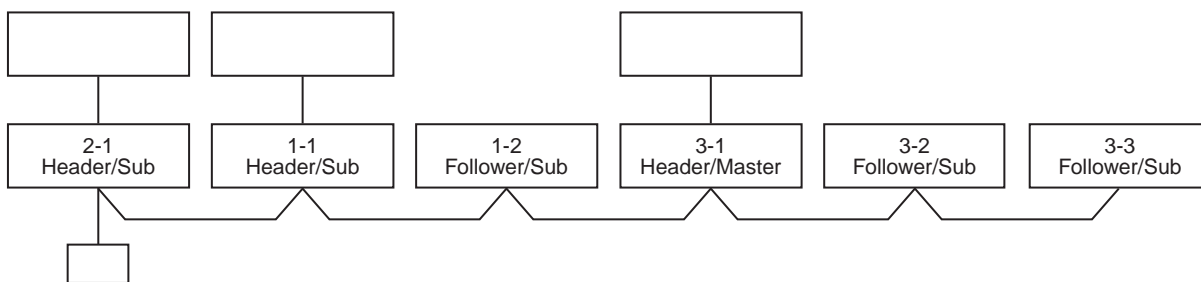 2-1
Header/Sub
1-1
Header/Sub
1-2
Follower/Sub
3-1
Header/Master
3-2
Follower/Sub
3-3
Follower/Sub